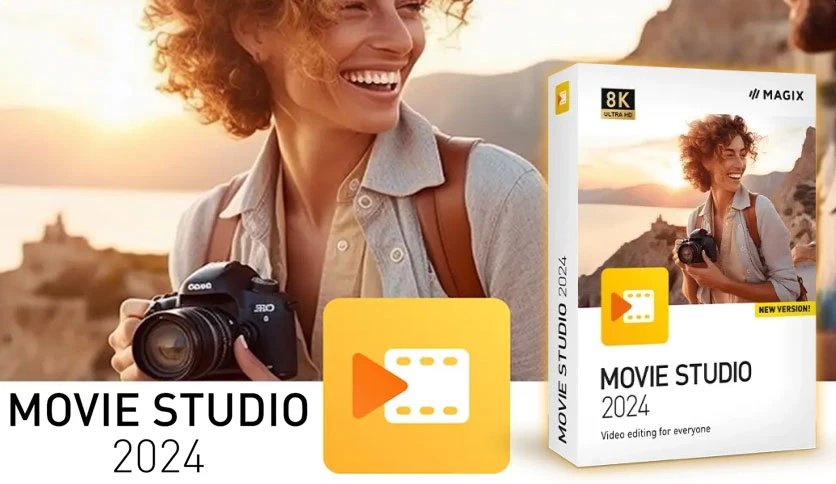 MOVIE STUDIO
2024
8K
ULTRA HD
MAGIX
NEW VERSION!
MOVIE STUDIO
2024
Video editing for everyone
MOVIE STUDIO 2024